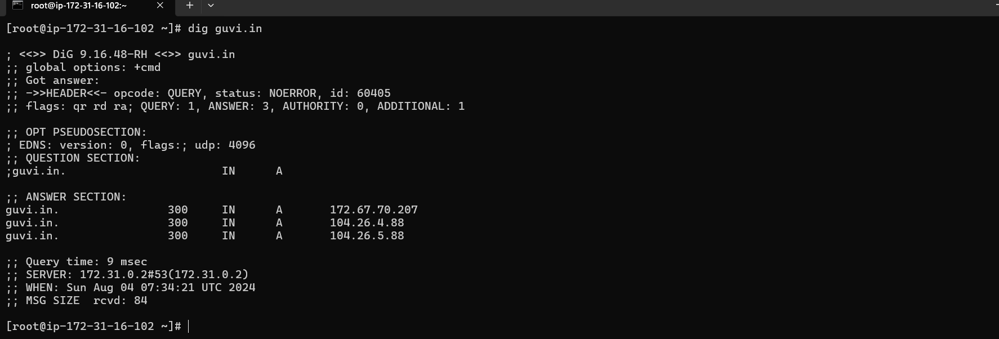 root@ip-172-31-16-102:~
[root@ip-172-31-16-102 ~]# dig guvi.in
; <<>> DiG 9.16.48-RH <<>> guvi.in
;; global options: +cmd
;; Got answer:
;; ->>HEADER<<- opcode: QUERY, status: NOERROR, id: 60405
;; flags: qr rd ra; QUERY: 1, ANSWER: 3, AUTHORITY: 0, ADDITIONAL: 1
;; OPT PSEUDOSECTION:
; EDNS: version: 0, flags:; udp: 4096
;; QUESTION SECTION:
;guvi.in. IN A
;; ANSWER SECTION:
guvi.in. 300 IN A 172.67.70.207
guvi.in. 300 IN A 104.26.4.88
guvi.in. 300 IN A 104.26.5.88
;; Query time: 9 msec
;; SERVER: 172.31.0.2#53(172.31.0.2)
;; WHEN: Sun Aug 04 07:34:21 UTC 2024
;; MSG SIZE  rcvd: 84
[root@ip-172-31-16-102 ~]#